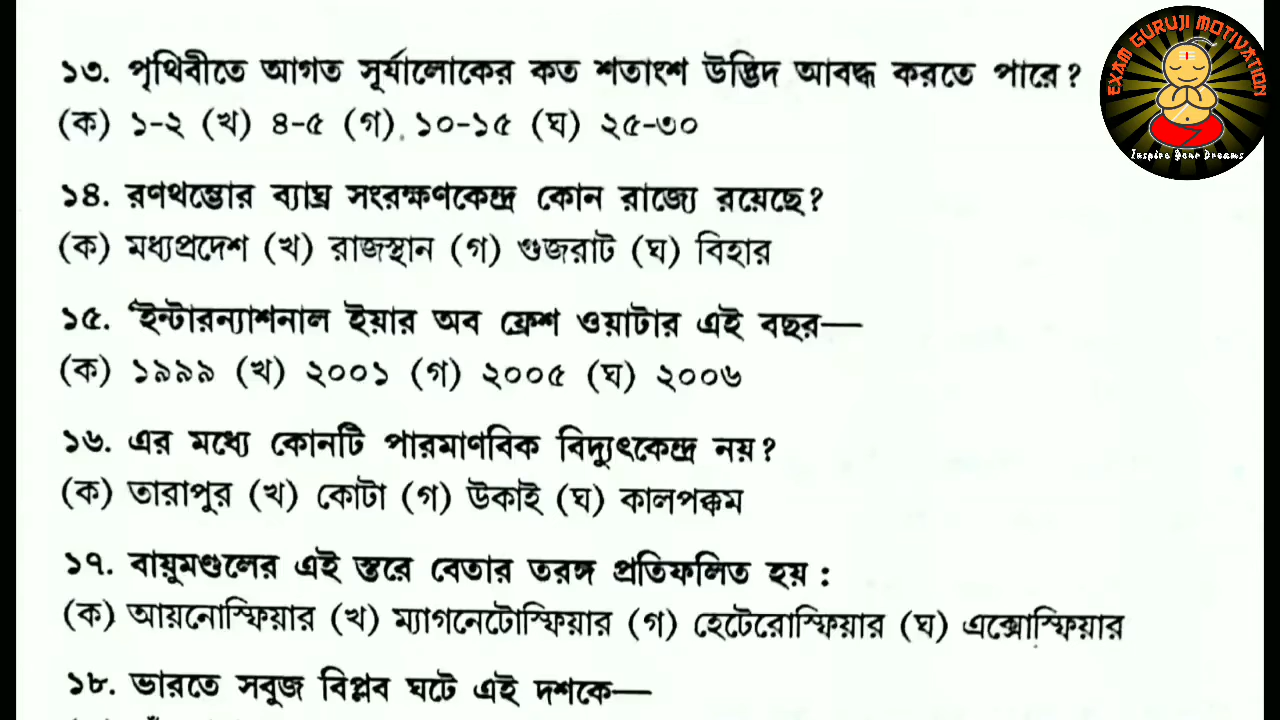 ১৩. পৃথিবীতে আগত সূর্যালোকের কত শতাংশ উদ্ভিদ আবদ্ধ করতে পারে?
(ক) ১-২ (খ) ৪-৫ (গ) ১০-১৫ (ঘ) ২৫-৩০
১৪. রণথম্ভোর ব্যাঘ্র সংরক্ষণকেন্দ্র কোন রাজ্যে রয়েছে?
(ক) মধ্যপ্রদেশ (খ) রাজস্থান (গ) গুজরাট (ঘ) বিহার
১৫. ‘ইন্টারন্যাশনাল ইয়ার অব ফ্রেশ ওয়াটার এই বছর—
(ক) ১৯৯৯ (খ) ২০০১ (গ) ২০০৫ (ঘ) ২০০৬
১৬. এর মধ্যে কোনটি পারমাণবিক বিদ্যুৎকেন্দ্র নয়?
(ক) তারাপুর (খ) কোটা (গ) উকাই (ঘ) কালপক্কম
১৭. বায়ুমণ্ডলের এই স্তরে বেতার তরঙ্গ প্রতিফলিত হয় :
(ক) আয়নোস্ফিয়ার (খ) ম্যাগনেটোস্ফিয়ার (গ) হেটেরোস্ফিয়ার (ঘ) এক্সোস্ফিয়ার
১৮. ভারতে সবুজ বিপ্লব ঘটে এই দশকে—
EXAM GURUJI MOTIVATION
Inspire Your Dreams